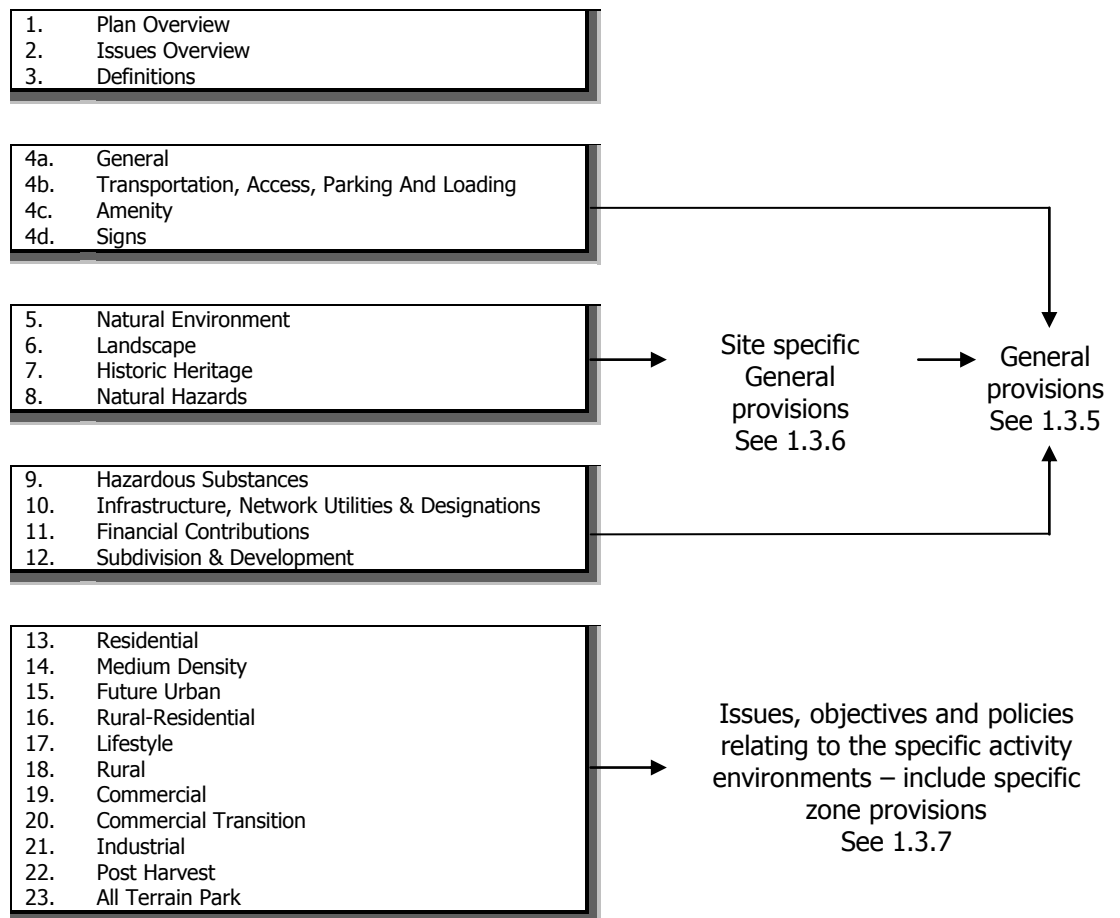 1. Plan Overview
2. Issues Overview
3. Definitions
4a. General
4b. Transportation, Access, Parking And Loading
4c. Amenity
4d. Signs
5. Natural Environment
6. Landscape
7. Historic Heritage
8. Natural Hazards
Site specific
General
provisions
See 1.3.6
General
provisions
See 1.3.5
9. Hazardous Substances
10. Infrastructure, Network Utilities & Designations
11. Financial Contributions
12. Subdivision & Development
13. Residential
14. Medium Density
15. Future Urban
16. Rural-Residential
17. Lifestyle
18. Rural
19. Commercial
20. Commercial Transition
21. Industrial
22. Post Harvest
23. All Terrain Park
Issues, objectives and policies
relating to the specific activity
environments – include specific
zone provisions
See 1.3.7